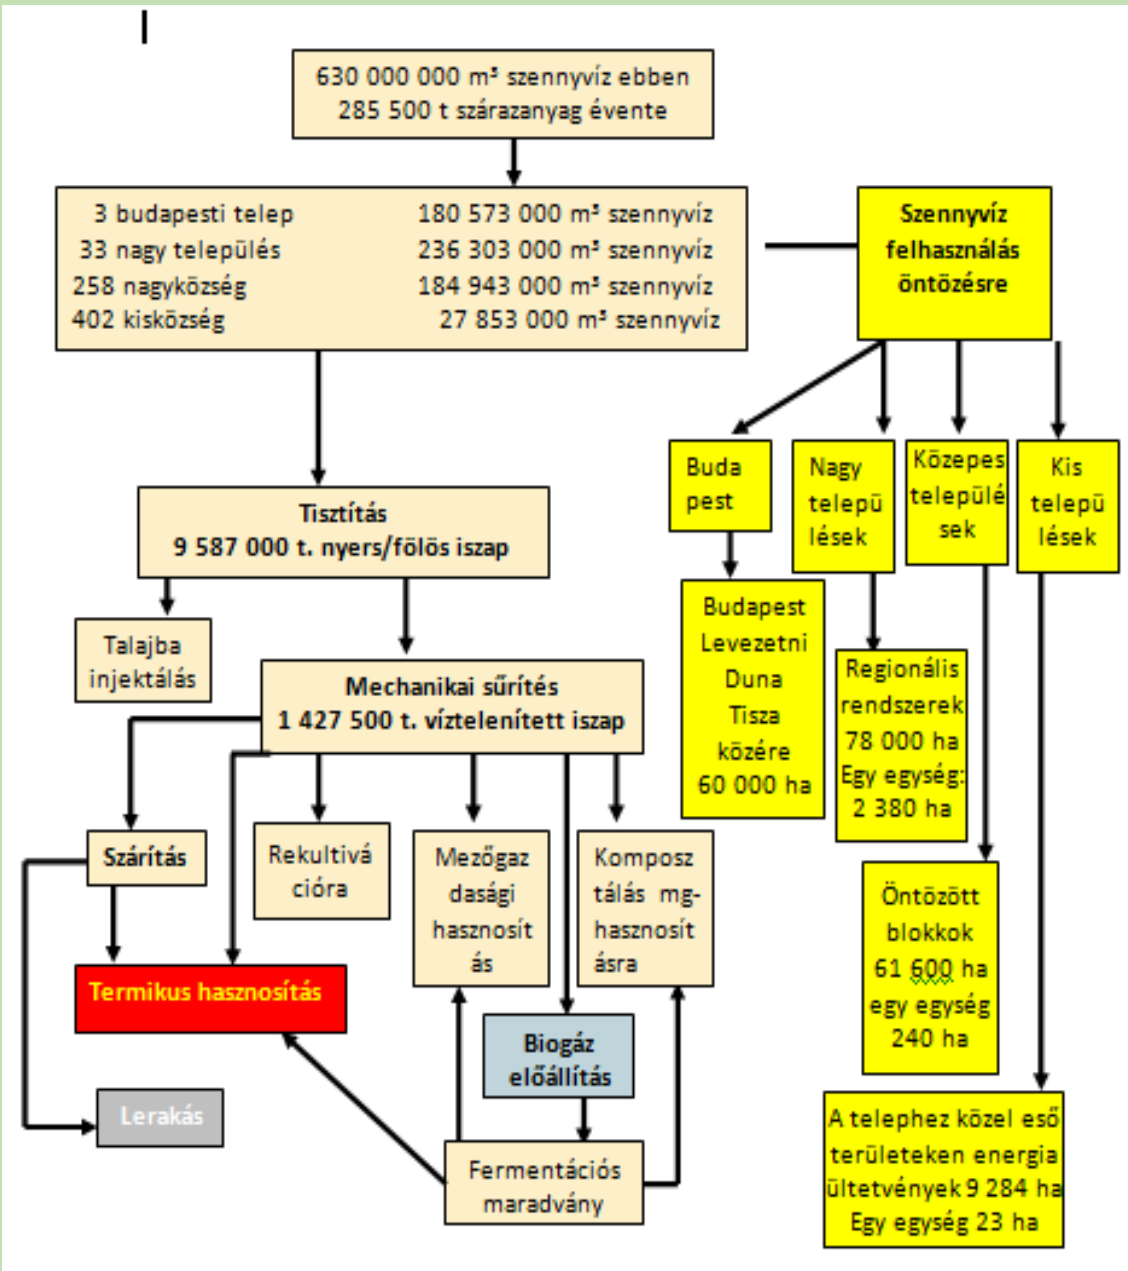 630 000 000 m³ szennyvíz ebben
285 500 t szárazanyag évente
3 budapesti telep 180 573 000 m³ szennyvíz
33 nagy település 236 303 000 m³ szennyvíz
258 nagyközség 184 943 000 m³ szennyvíz
402 kisközség 27 853 000 m³ szennyvíz
Szennyvíz
felhasználás
öntözésre
Buda
pest
Nagy
telepü
lések
Közepes
településé
sek
Kis
telepü
lések
Tisztítás
9 587 000 t. nyers/fölös iszap
Talajba
injektálás
Mechanikai sűrítés
1 427 500 t. víztelenített iszap
Budapest
Levezetni
Duna
Tisza
közére
60 000 ha
Regionális
rendszerek
78 000 ha
Egy egység:
2 380 ha
Szárítás
Rekultivá
cióra
Mezőgaz
dasági
hasznosít
ás
Komposz
tálás mg-
hasznosít
ásra
Öntözött
blokkok
61 600 ha
egy egység
240 ha
Termikus hasznosítás
Biogáz
előállítás
Lerakás
Fermentációs
maradvány
A telephez közel eső
területeken energia
ültetvények 9 284 ha
Egy egység 23 ha